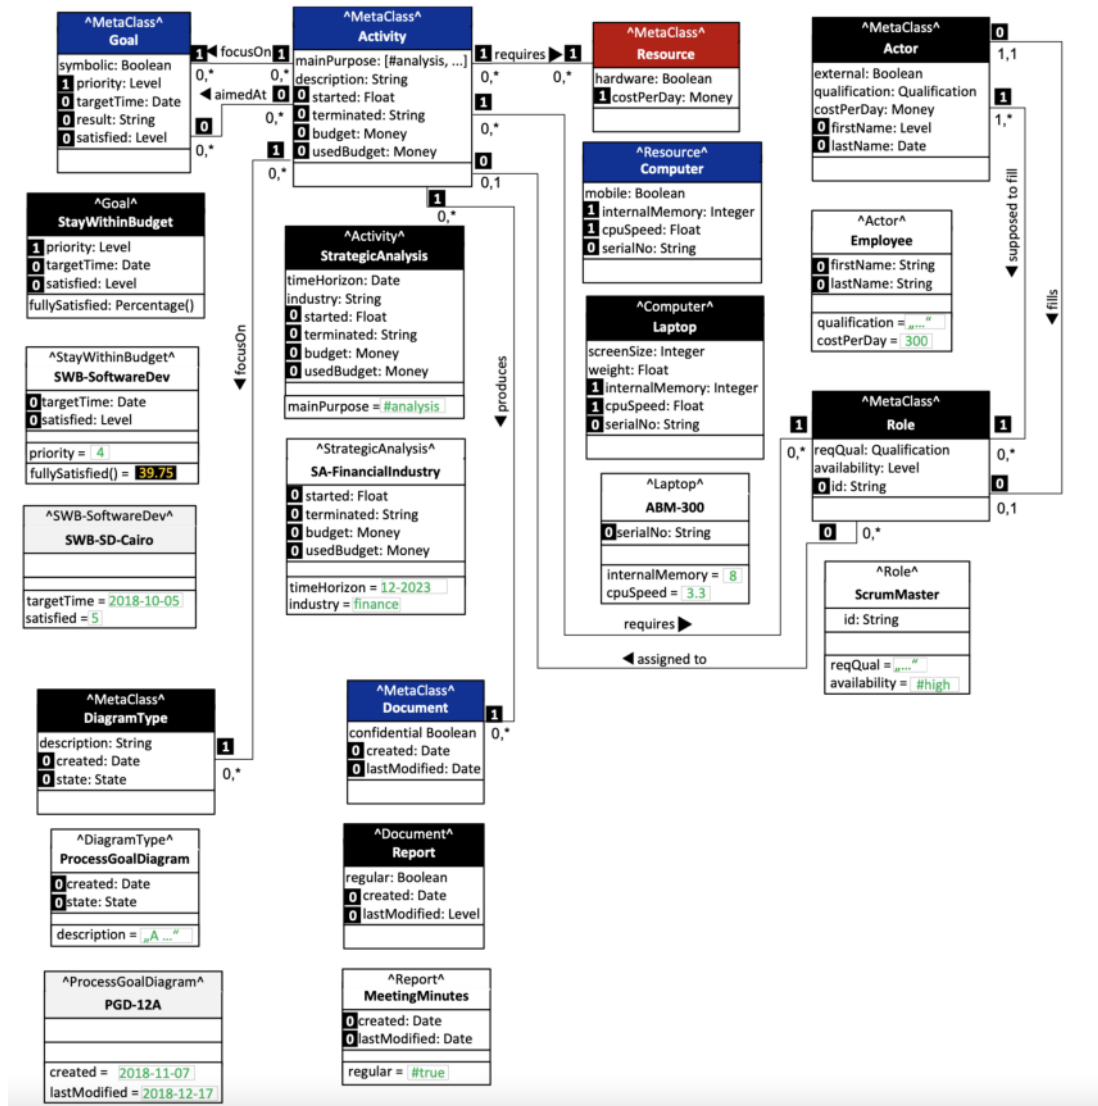 ^MetaClass^
Goal
symbolic: Boolean
1 priority: Level
0 targetTime: Date
0 result: String
0 satisfied: Level
1 ◀focusOn 1
0,* 0,*
◀ aimedAt 0
0,*
0
0,*
^MetaClass^
Activity
mainPurpose: [#analysis, ...]
description: String
0 started: Float
0 terminated: String
0 budget: Money
0 usedBudget: Money
1 requires ▶ 1
0,* 0,*
1
0,*
0
0,1
1
0,*
1
0,*
^MetaClass^
Resource
hardware: Boolean
1 costPerDay: Money
^MetaClass^
Actor
external: Boolean
qualification: Qualification
costPerDay: Money
0 firstName: Level
0 lastName: Date
0
1,1
1
1,*
^Resource^
Computer
mobile: Boolean
1 internalMemory: Integer
1 cpuSpeed: Float
0 serialNo: String
^Goal^
StayWithinBudget
1 priority: Level
0 targetTime: Date
0 satisfied: Level
fullySatisfied: Percentage()
^Activity^
StrategicAnalysis
timeHorizon: Date
industry: String
0 started: Float
0 terminated: String
0 budget: Money
0 usedBudget: Money
mainPurpose = #analysis
^Actor^
Employee
0 firstName: String
0 lastName: String
qualification = „...“
costPerDay = 300
▶ supposed to fill
▶ fills
^Computer^
Laptop
screenSize: Integer
weight: Float
1 internalMemory: Integer
1 cpuSpeed: Float
0 serialNo: String
▶ focusOn
▶ produces
^StayWithinBudget^
SWB-SoftwareDev
0 targetTime: Date
0 satisfied: Level
priority = 4
fullySatisfied() = 39.75
^MetaClass^
Role
reqQual: Qualification
availability: Level
0 id: String
1
0,*
1
0,*
0
0,1
0
0,*
^StrategicAnalysis^
SA-FinancialIndustry
0 started: Float
0 terminated: String
0 budget: Money
0 usedBudget: Money
timeHorizon = 12-2023
industry = finance
^Laptop^
ABM-300
0 serialNo: String
internalMemory = 8
cpuSpeed = 3.3
^SWB-SoftwareDev^
SWB-SD-Cairo
targetTime = 2018-10-05
satisfied = 5
^Role^
ScrumMaster
id: String
reqQual = „...“
availability = #high
requires ▶
◀ assigned to
^MetaClass^
DiagramType
description: String
0 created: Date
0 state: State
1
0,*
^MetaClass^
Document
confidential Boolean
0 created: Date
0 lastModified: Date
1
0,*
^DiagramType^
ProcessGoalDiagram
0 created: Date
0 state: State
description = „A ...“
^Document^
Report
regular: Boolean
0 created: Date
0 lastModified: Level
^ProcessGoalDiagram^
PGD-12A
created = 2018-11-07
lastModified = 2018-12-17
^Report^
MeetingMinutes
0 created: Date
0 lastModified: Date
regular = #true